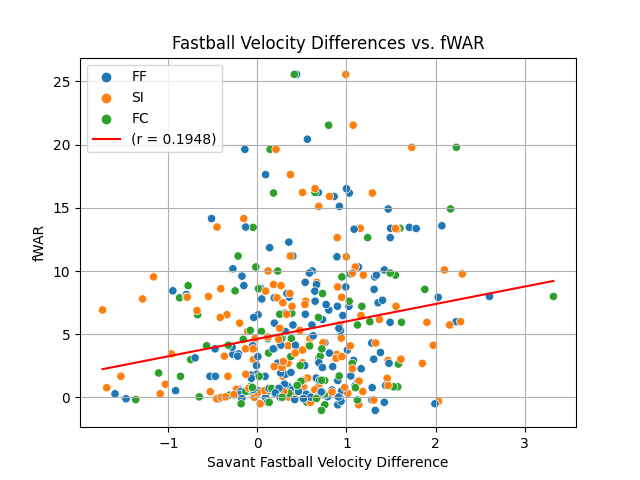 Fastball Velocity Differences vs. fWAR
FF
SI
FC
(r = 0.1948)
25
20
15
10
5
0
fWAR
−1
0
1
2
3
Savant Fastball Velocity Difference